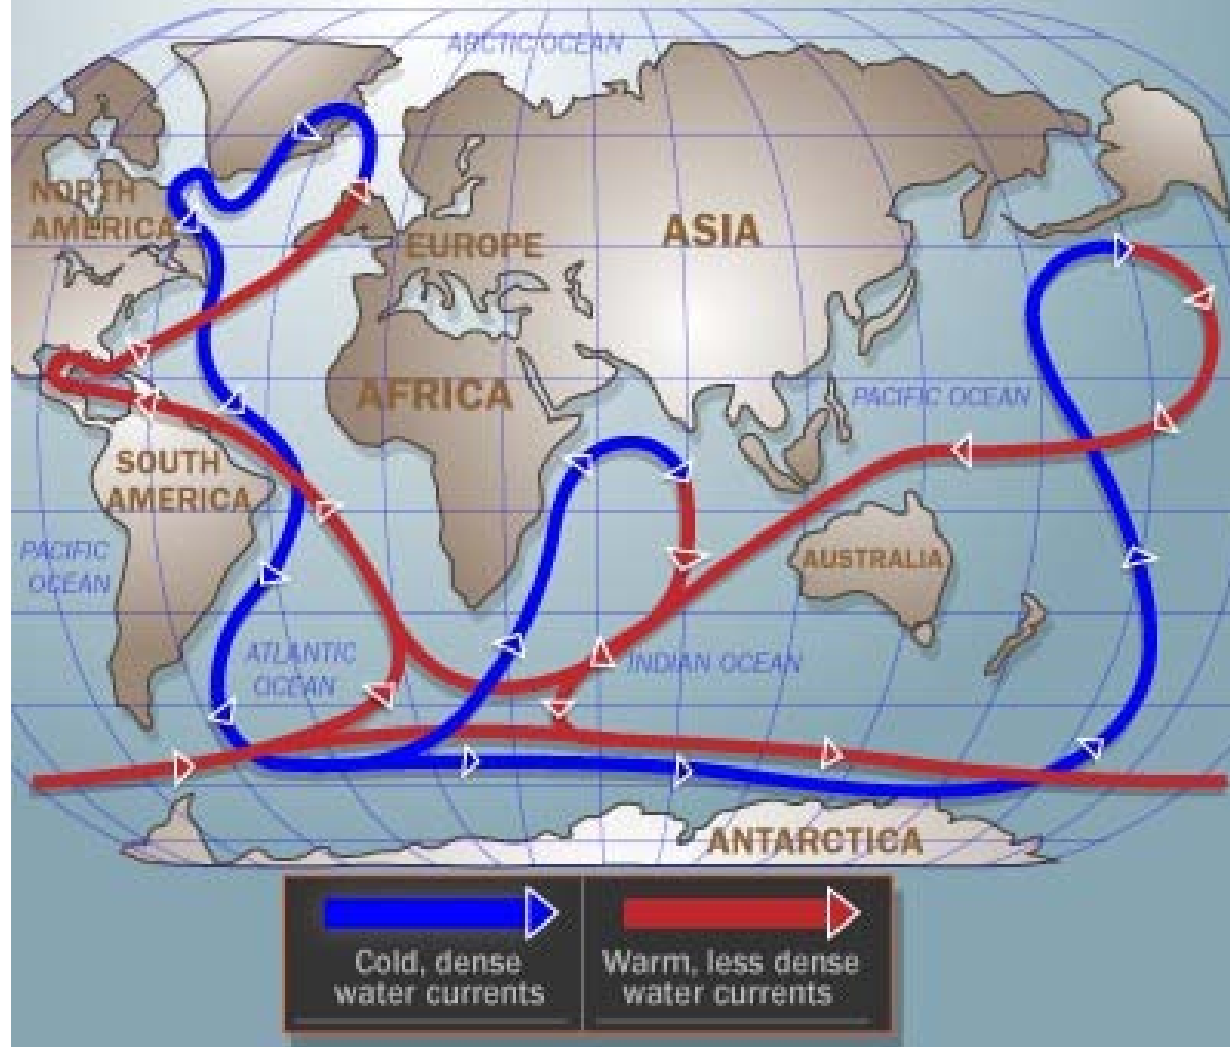 ARCTIC OCEAN
NORTH
AMERICA
EUROPE
ASIA
AFRICA
PACIFIC OCEAN
SOUTH
AMERICA
PACIFIC
OCEAN
AUSTRALIA
ATLANTIC
OCEAN
INDIAN OCEAN
ANTARCTICA
Cold, dense
water currents
Warm, less dense
water currents